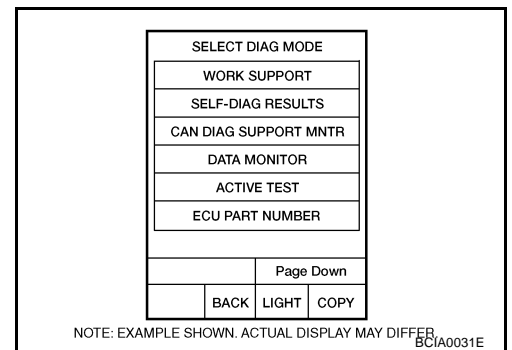 SELECT DIAG MODE
WORK SUPPORT
SELF-DIAG RESULTS
CAN DIAG SUPPORT MNTR
DATA MONITOR
ACTIVE TEST
ECU PART NUMBER
Page Down
BACK LIGHT COPY
NOTE: EXAMPLE SHOWN. ACTUAL DISPLAY MAY DIFFER.
BCIA0031E